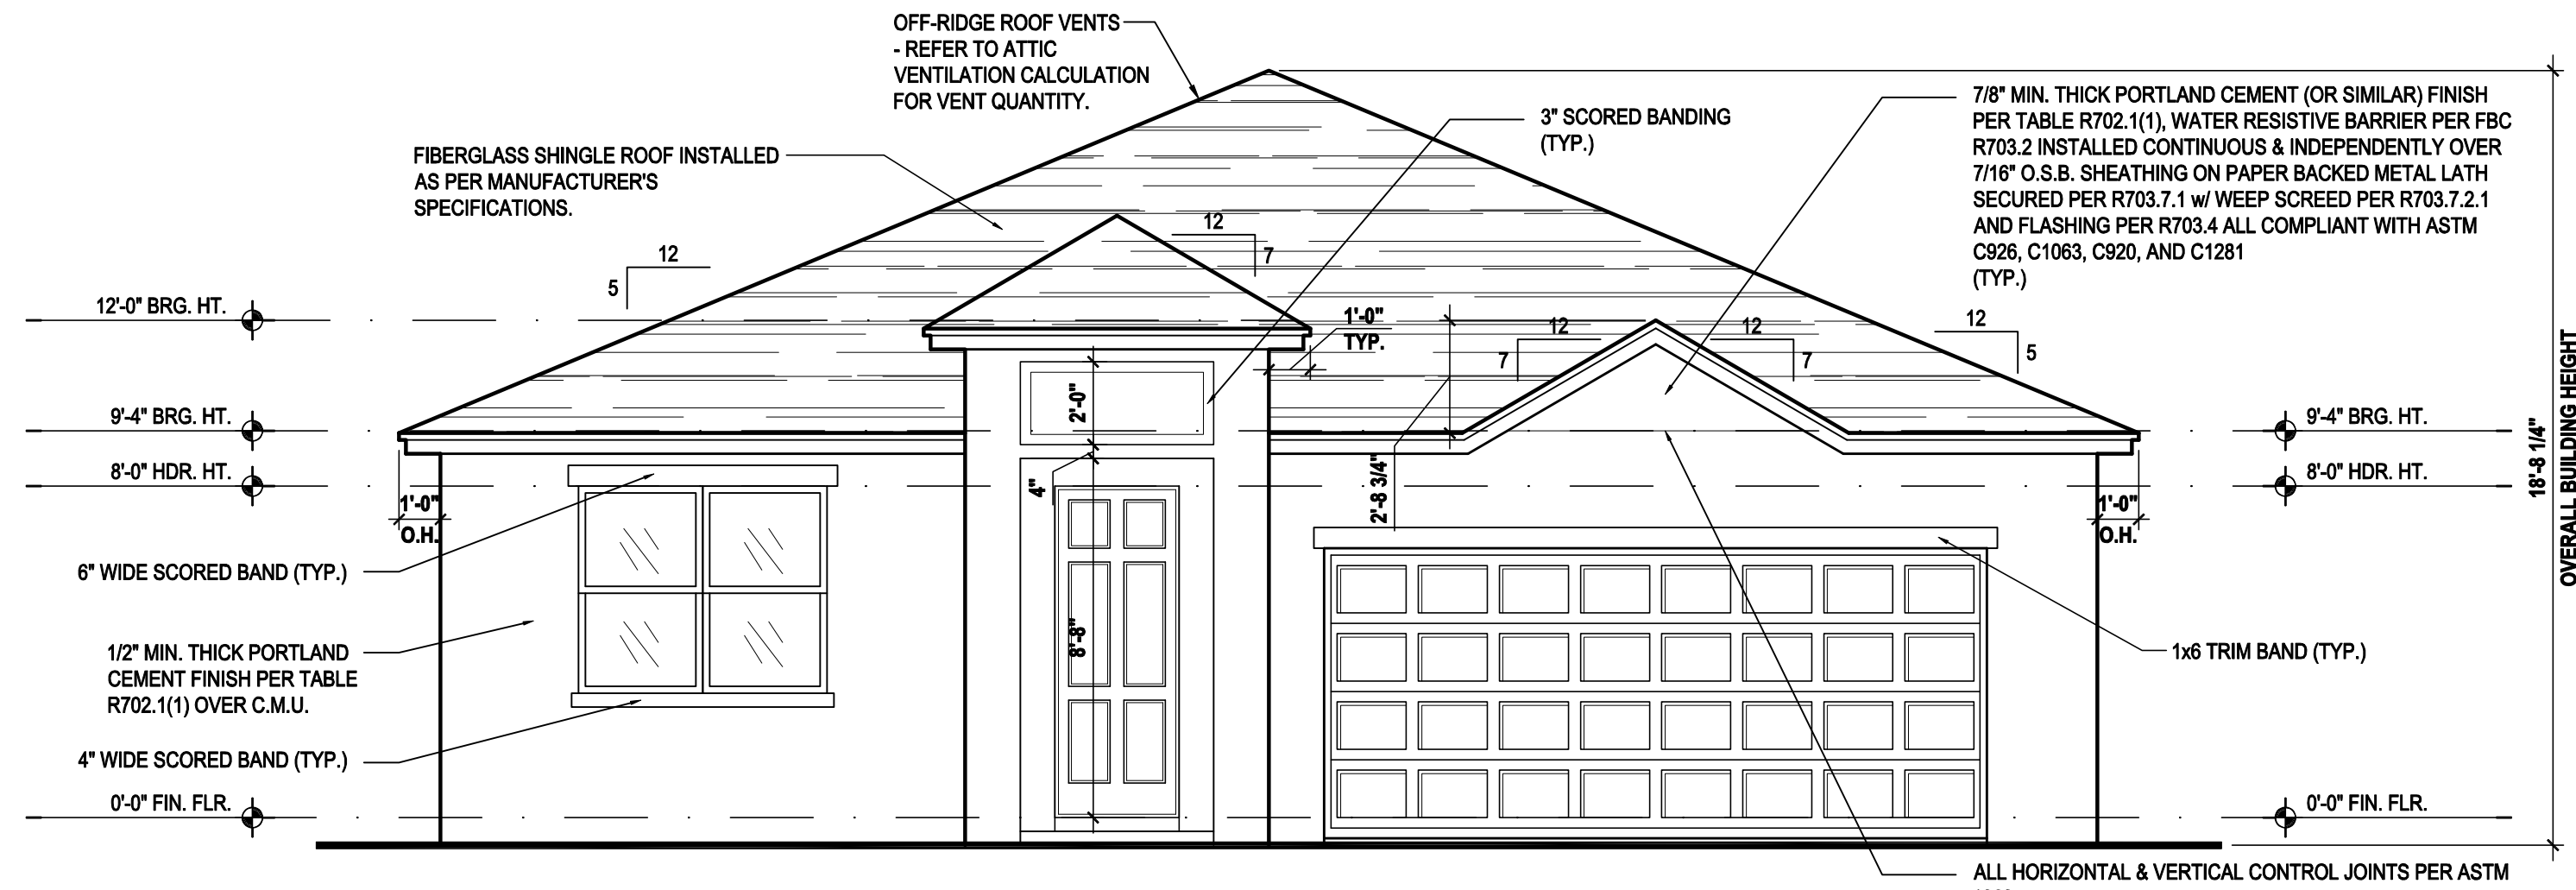 OFF-RIDGE ROOF VENTS
- REFER TO ATTIC
VENTILATION CALCULATION
FOR VENT QUANTITY.
FIBERGLASS SHINGLE ROOF INSTALLED
AS PER MANUFACTURER'S
SPECIFICATIONS.
3" SCORED BANDING
(TYP.)
7/8" MIN. THICK PORTLAND CEMENT (OR SIMILAR) FINISH
PER TABLE R702.1(1), WATER RESISTIVE BARRIER PER FBC
R703.2 INSTALLED CONTINUOUS & INDEPENDENTLY OVER
7/16" O.S.B. SHEATHING ON PAPER BACKED METAL LATH
SECURED PER R703.7.1 w/ WEEP SCREED PER R703.7.2.1
AND FLASHING PER R703.4 ALL COMPLIANT WITH ASTM
C926, C1063, C920, AND C1281
(TYP.)
12
5
12
7
12
7
12
7
12
5
1'-0"
TYP.
12'-0" BRG. HT.
9'-4" BRG. HT.
8'-0" HDR. HT.
1'-0"
O.H.
6" WIDE SCORED BAND (TYP.)
1/2" MIN. THICK PORTLAND
CEMENT FINISH PER TABLE
R702.1(1) OVER C.M.U.
4" WIDE SCORED BAND (TYP.)
0'-0" FIN. FLR.
2'-0"
4"
8'-8"
2'-8 3/4"
9'-4" BRG. HT.
8'-0" HDR. HT.
1'-0"
O.H.
1x6 TRIM BAND (TYP.)
0'-0" FIN. FLR.
18'-8 1/4"
OVERALL BUILDING HEIGHT
ALL HORIZONTAL & VERTICAL CONTROL JOINTS PER ASTM